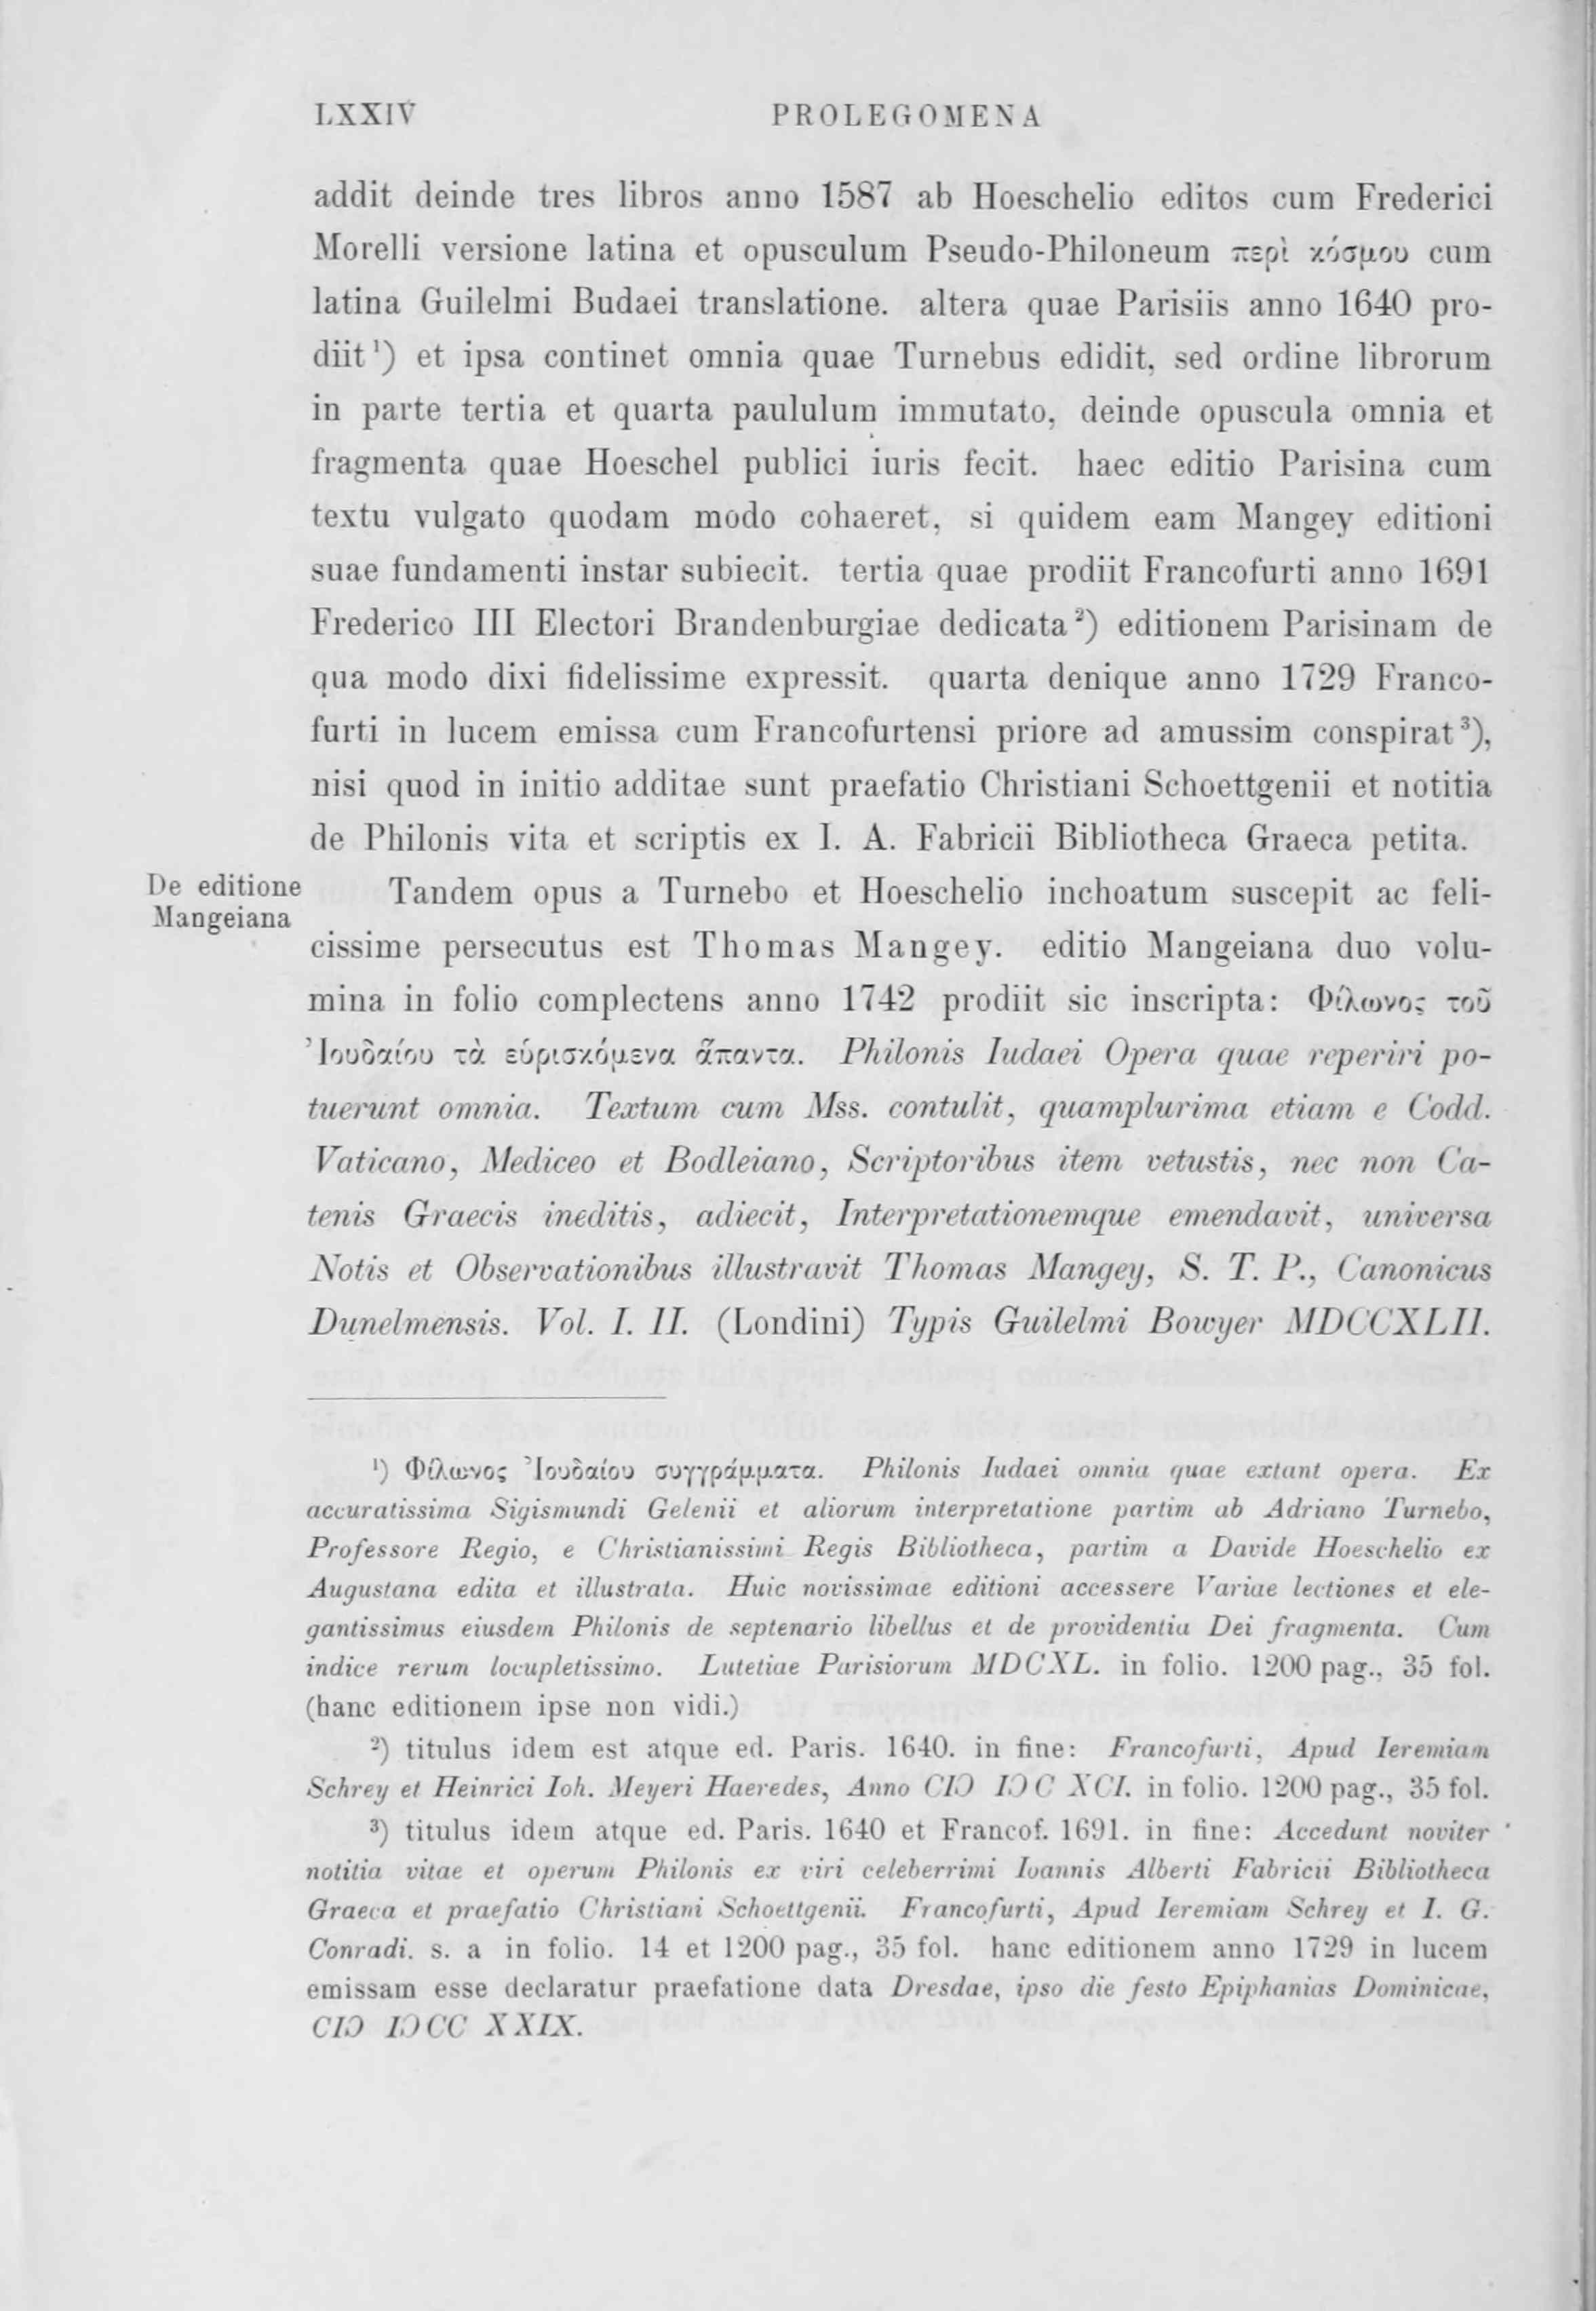 LXXIV PROLEGOMENA
addit deinde tres libros anno 1587 ab Hoeschelio editos cum Frederici
Morelli versione latina et opusculum Pseudo-Philoneum περὶ κόσμου cum
latina Guilelmi Budaei translatione. altera quae Parisiis anno 1640 pro-
diit¹) et ipsa continet omnia quae Turnebus edidit, sed ordine librorum
in parte tertia et quarta paululum immutato, deinde opuscula omnia et
fragmenta quae Hoeschel publici iuris fecit. haec editio Parisina cum
textu vulgato quodam modo cohaeret, si quidem eam Mangey editioni
suae fundamenti instar subiecit. tertia quae prodiit Francofurti anno 1691
Frederico III Electori Brandenburgiae dedicata²) editionem Parisinam de
qua modo dixi fidelissime expressit. quarta denique anno 1729 Franco-
furti in lucem emissa cum Francofurtensi priore ad amussim conspirat³),
nisi quod in initio additae sunt praefatio Christiani Schoettgenii et notitia
de Philonis vita et scriptis ex I. A. Fabricii Bibliotheca Graeca petita.
De editione
Mangeiana
Tandem opus a Turnebo et Hoeschelio inchoatum suscepit ac feli-
cissime persecutus est Thomas Mangey. editio Mangeiana duo volu-
mina in folio complectens anno 1742 prodiit sic inscripta: Φίλωνος τοῦ
Ἰουδαίου τὰ εὑρισκόμενα ἅπαντα. Philonis Iudaei Opera quae reperiri po-
tuerunt omnia. Textum cum Mss. contulit, quamplurima etiam e Codd.
Vaticano, Mediceo et Bodleiano, Scriptoribus item vetustis, nec non Ca-
tenis Graecis ineditis, adiecit, Interpretationemque emendavit, universa
Notis et Observationibus illustravit Thomas Mangey, S. T. P., Canonicus
Dunelmensis. Vol. I. II. (Londini) Typis Guilelmi Bowyer MDCCXLII.
¹) Φίλωνος Ἰουδαίου συγγράμματα. Philonis Iudaei omnia quae extant opera. Ex
accuratissima Sigismundi Gelenii et aliorum interpretatione partim ab Adriano Turnebo,
Professore Regio, e Christianissimi Regis Bibliotheca, partim a Davide Hoeschelio ex
Augustana edita et illustrata. Huic novissimae editioni accessere Variae lectiones et ele-
gantissimus eiusdem Philonis de septenario libellus et de providentia Dei fragmenta. Cum
indice rerum locupletissimo. Lutetiae Parisiorum MDCXL. in folio. 1200 pag., 35 fol.
(hanc editionem ipse non vidi.)
²) titulus idem est atque ed. Paris. 1640. in fine: Francofurti, Apud Ieremiam
Schrey et Heinrici Ioh. Meyeri Haeredes, Anno CIↃ IↃC XCI. in folio. 1200 pag., 35 fol.
³) titulus idem atque ed. Paris. 1640 et Francof. 1691. in fine: Accedunt noviter
notitia vitae et operum Philonis ex viri celeberrimi Ioannis Alberti Fabricii Bibliotheca
Graeca et praefatio Christiani Schoettgenii. Francofurti, Apud Ieremiam Schrey et I. G.
Conradi. s. a in folio. 14 et 1200 pag., 35 fol. hanc editionem anno 1729 in lucem
emissam esse declaratur praefatione data Dresdae, ipso die festo Epiphanias Dominicae,
CIↃ IↃCC XXIX.